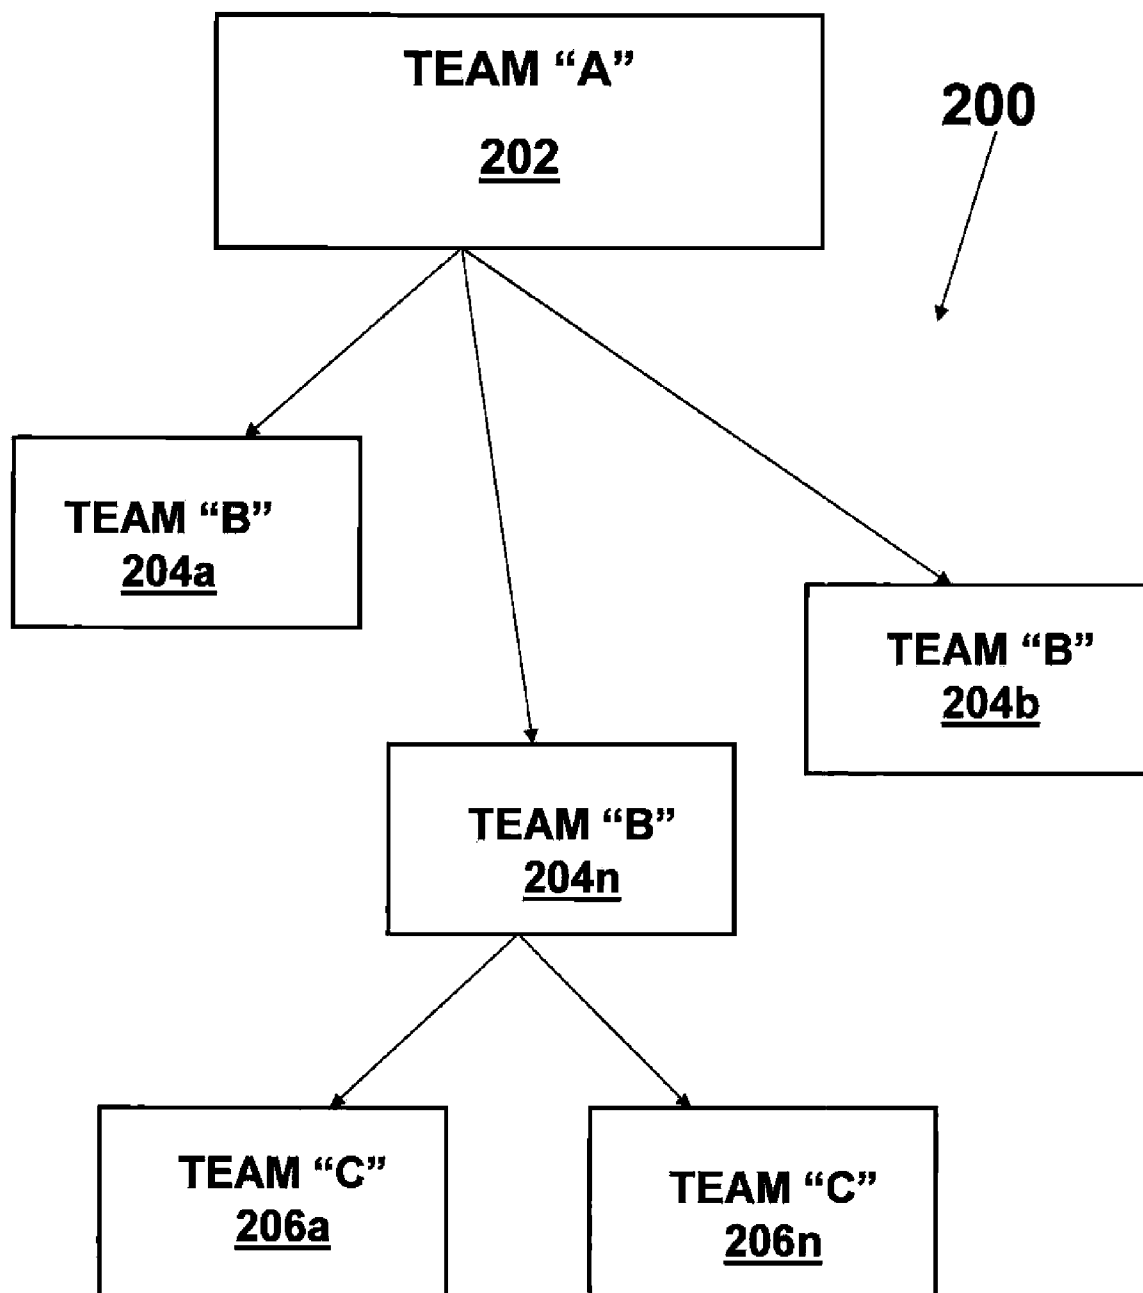 TEAM “A”
202
200
TEAM “B”
204a
TEAM “B”
204b
TEAM “B”
204n
TEAM “C”
206a
TEAM “C”
206n